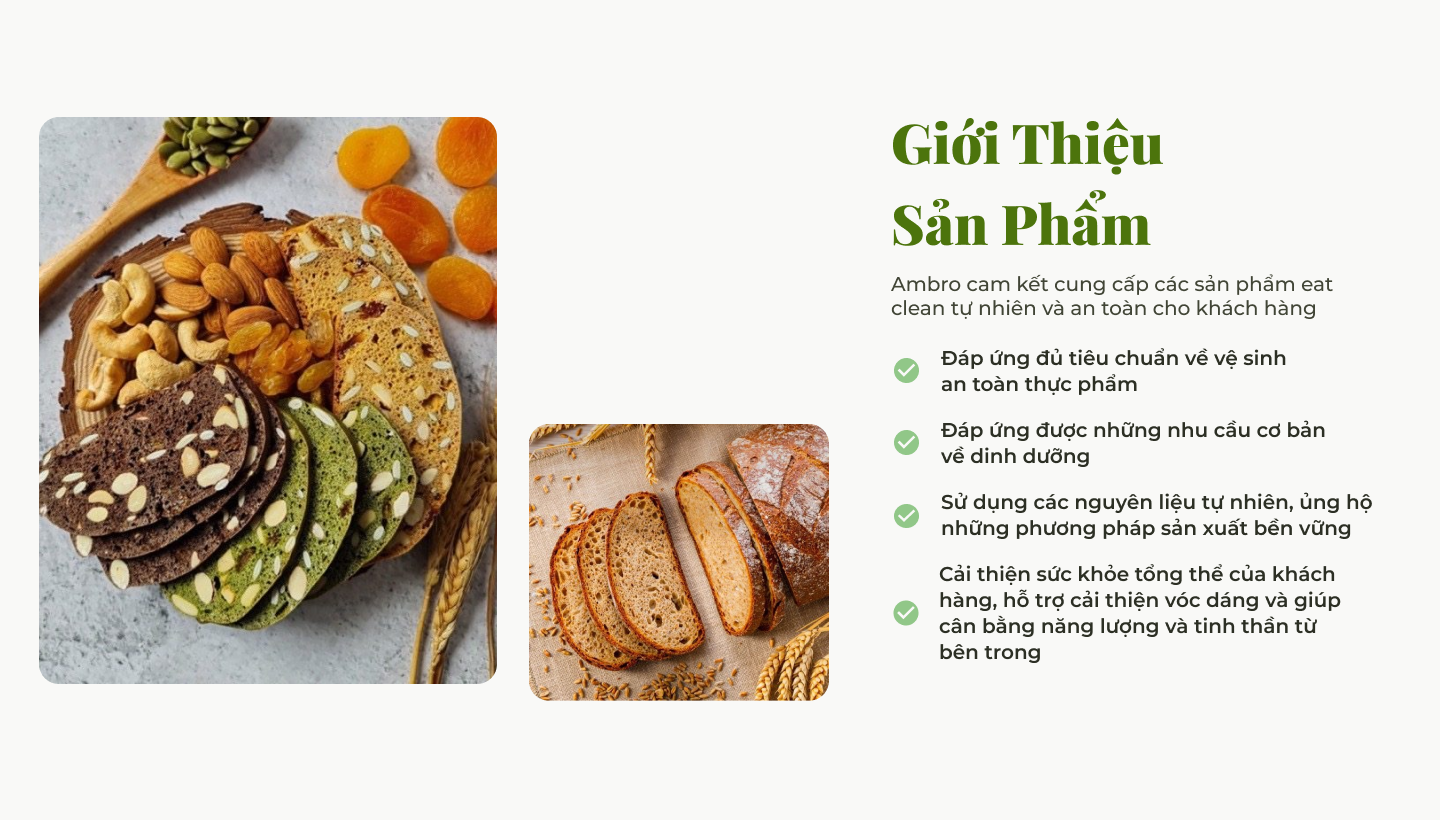 Giới Thiệu
Sản Phẩm
Ambro cam kết cung cấp các sản phẩm eat
clean tự nhiên và an toàn cho khách hàng
Đáp ứng đủ tiêu chuẩn về vệ sinh
an toàn thực phẩm
Đáp ứng được những nhu cầu cơ bản
về dinh dưỡng
Sử dụng các nguyên liệu tự nhiên, ủng hộ
những phương pháp sản xuất bền vững
Cải thiện sức khỏe tổng thể của khách
hàng, hỗ trợ cải thiện vóc dáng và giúp
cân bằng năng lượng và tinh thần từ
bên trong